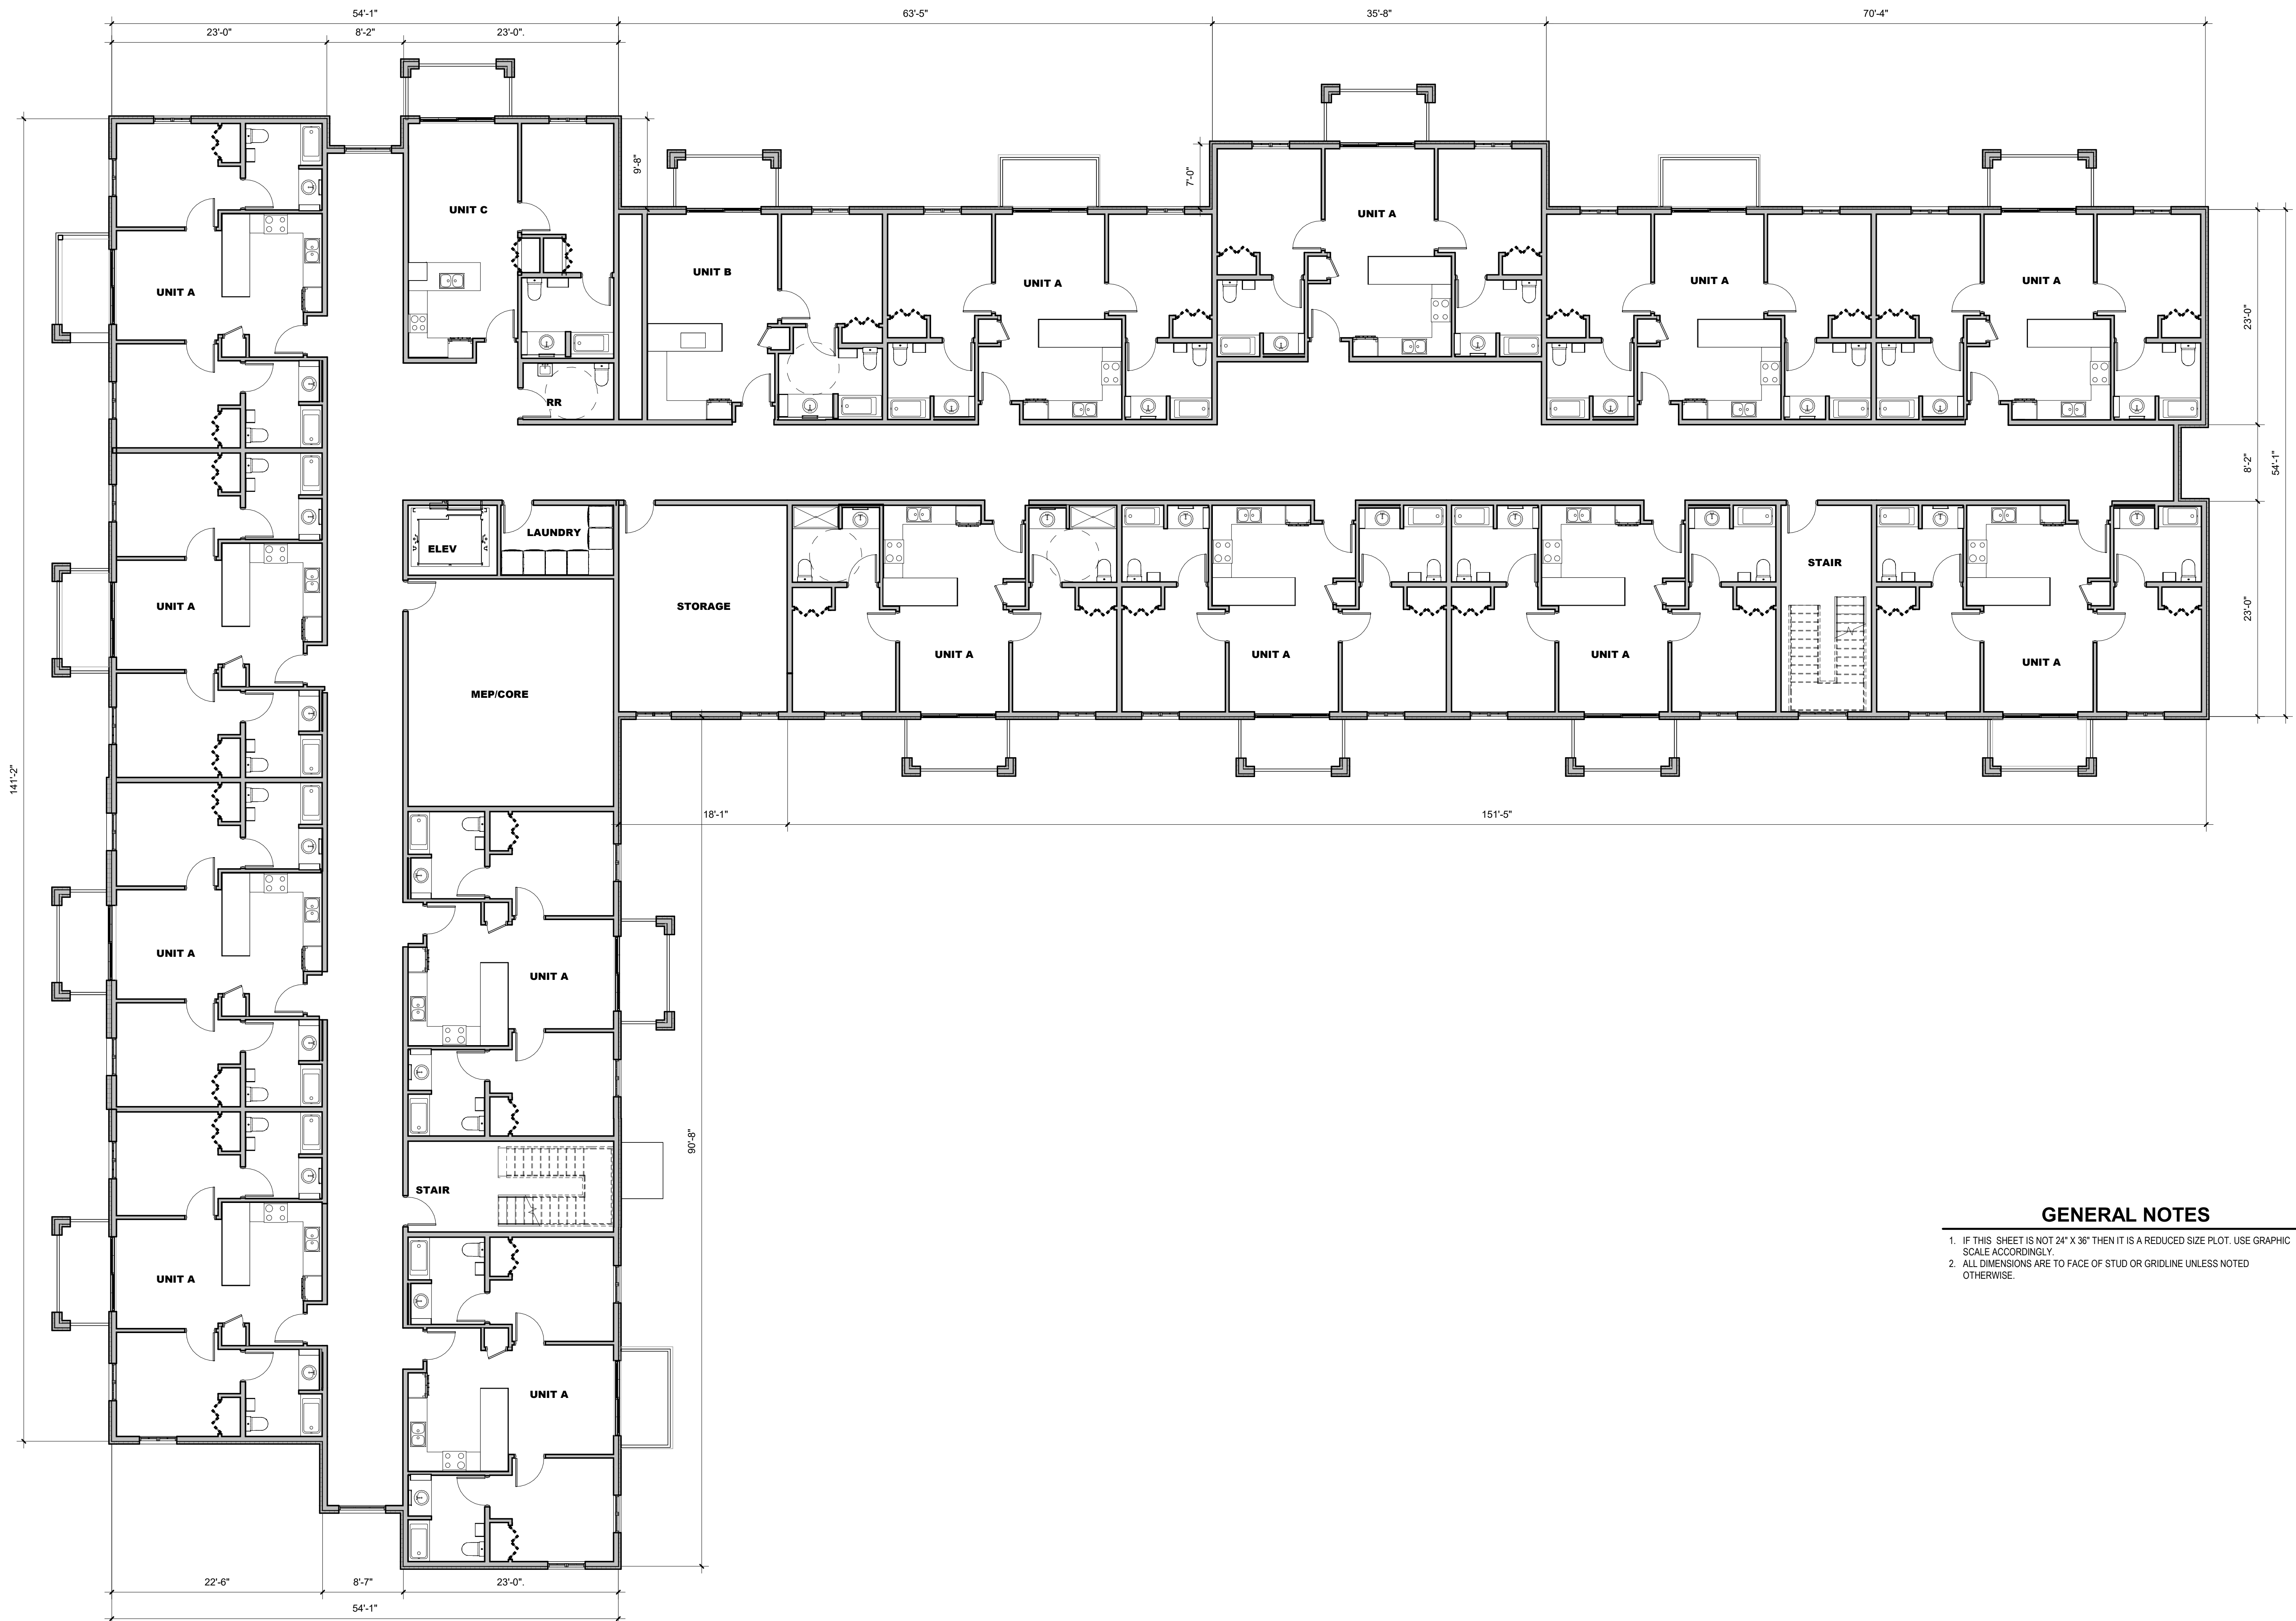 54'-1"
63'-5"
35'-8"
70'-4"
23'-0"
8'-2"
23'-0".
9'-8"
7'-0"
UNIT C
UNIT A
UNIT B
UNIT A
UNIT A
UNIT A
UNIT A
23'-0"
RR
8'-2"
54'-1"
LAUNDRY
ELEV
STAIR
UNIT A
STORAGE
23'-0"
UNIT A
UNIT A
UNIT A
UNIT A
MEP/CORE
141'-2"
18'-1"
151'-5"
UNIT A
UNIT A
90'-8"
STAIR
UNIT A
UNIT A
GENERAL NOTES
1. IF THIS SHEET IS NOT 24" X 36" THEN IT IS A REDUCED SIZE PLOT. USE GRAPHIC
SCALE ACCORDINGLY.
2. ALL DIMENSIONS ARE TO FACE OF STUD OR GRIDLINE UNLESS NOTED
OTHERWISE.
22'-6"
8'-7"
23'-0".
54'-1"